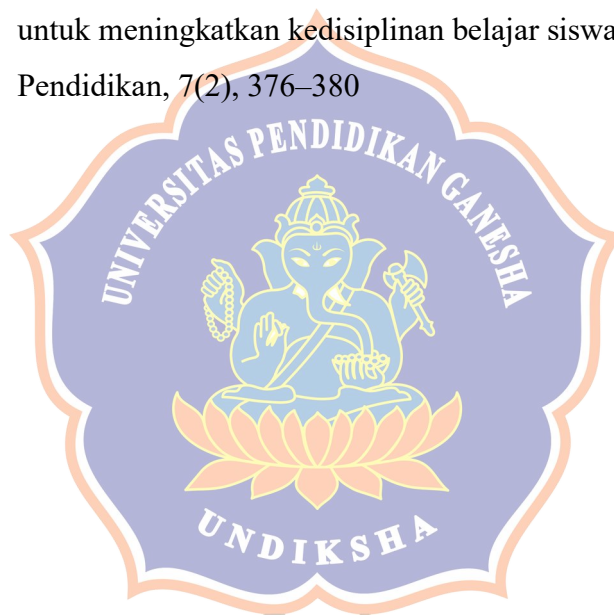 untuk meningkatkan kedisiplinan belajar siswa
Pendidikan, 7(2), 376–380
UNIVERSITAS PENDIDIKAN GANESHA
UNDIKSHA